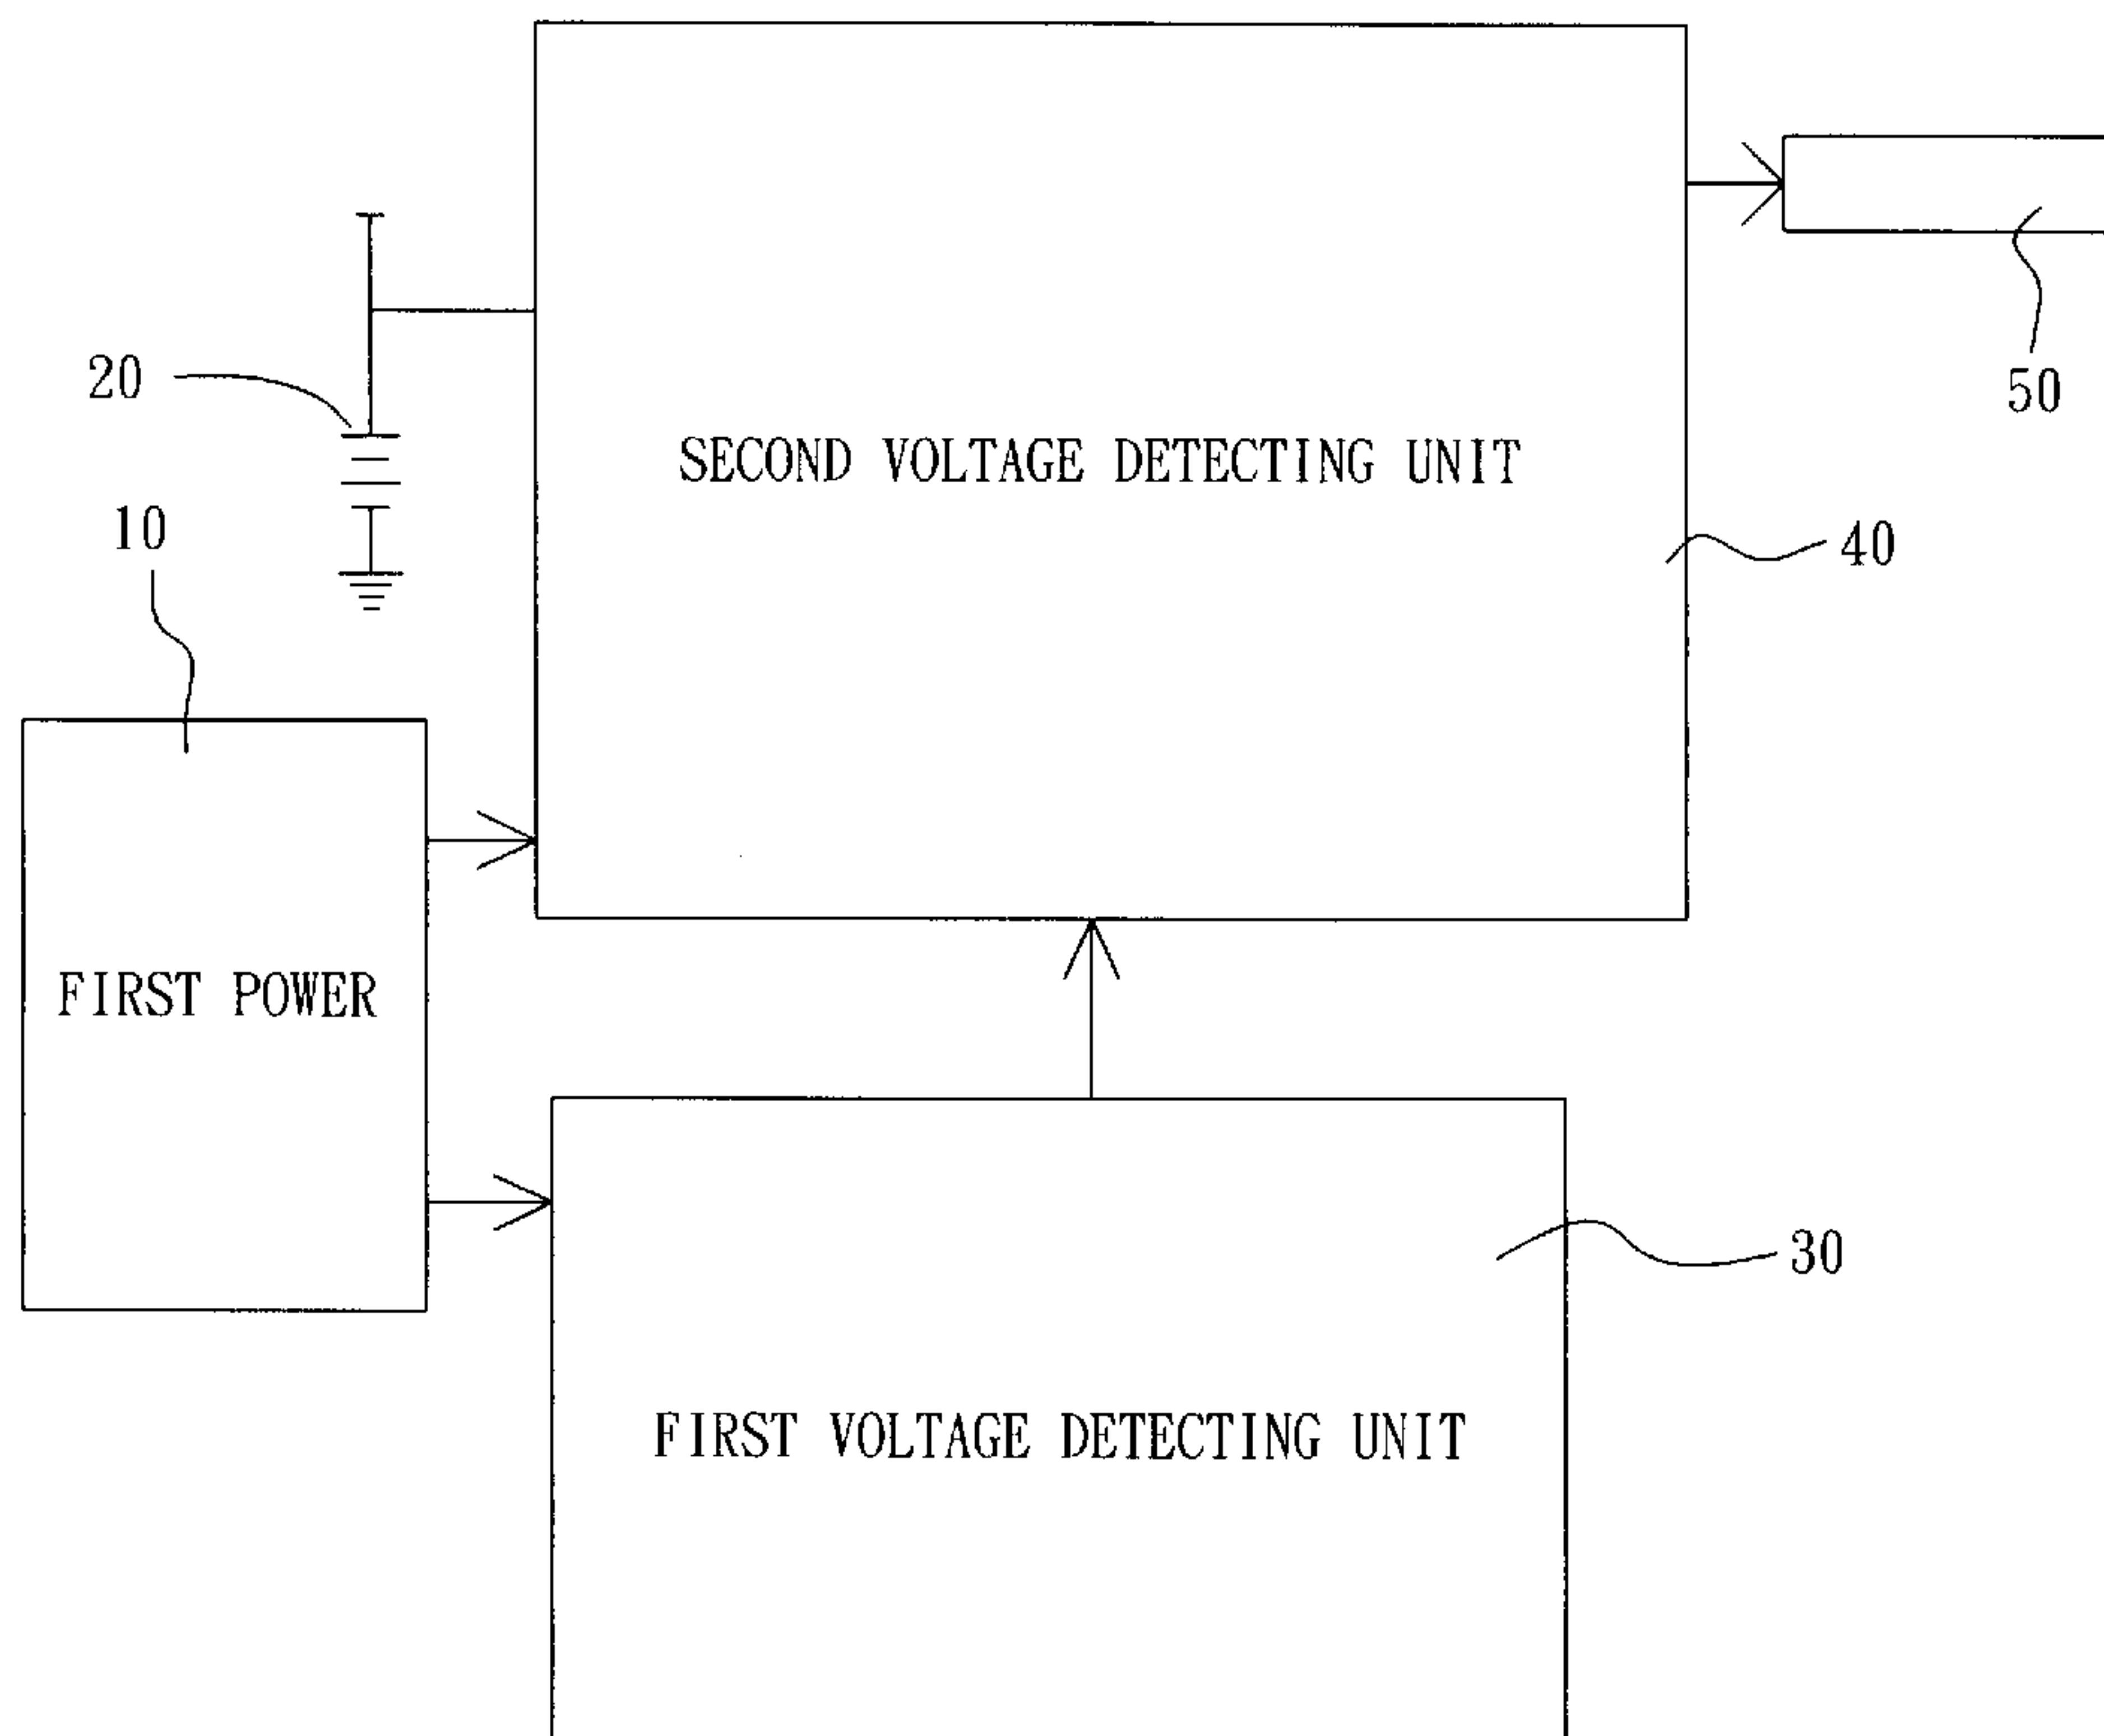 20
50
SECOND VOLTAGE DETECTING UNIT
10
40
FIRST POWER
30
FIRST VOLTAGE DETECTING UNIT